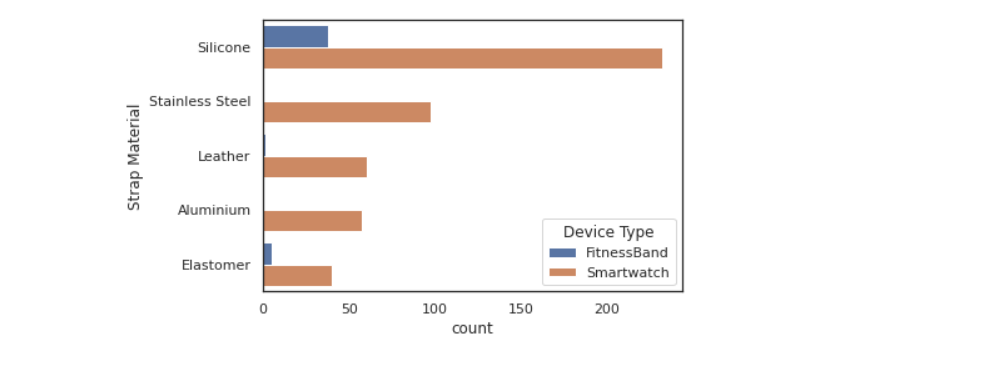 Strap Material
Silicone
Stainless Steel
Leather
Aluminium
Elastomer
Device Type
FitnessBand
Smartwatch
0 50 100 150 200
count